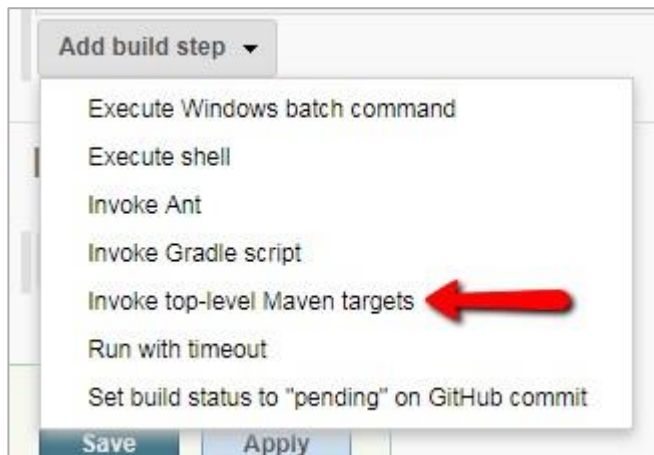 Add build step
Execute Windows batch command
Execute shell
Invoke Ant
Invoke Gradle script
Invoke top-level Maven targets
Run with timeout
Set build status to "pending" on GitHub commit
Save Apply